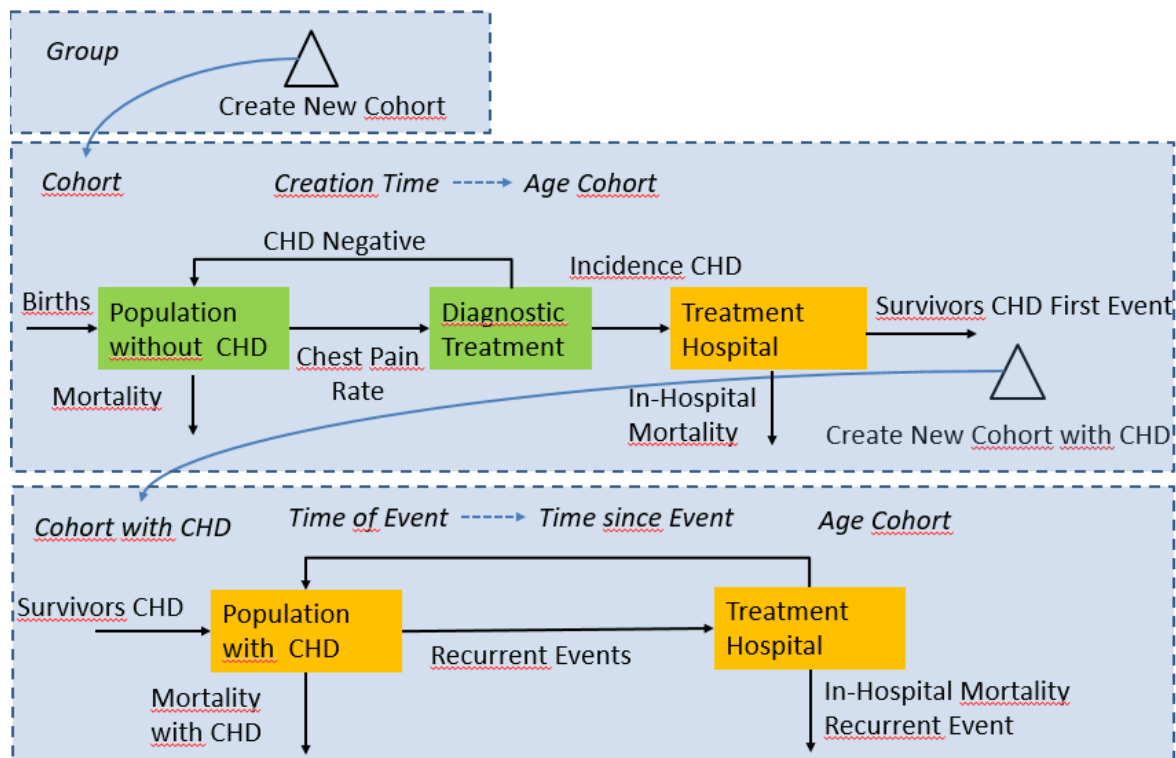 Group
Create New Cohort
Cohort
Creation Time
Age Cohort
CHD Negative
Incidence CHD
Births
Population
without CHD
Diagnostic
Treatment
Treatment
Hospital
Survivors CHD First Event
Chest Pain
Rate
Mortality
In-Hospital
Mortality
Create New Cohort with CHD
Cohort with CHD
Time of Event
Time since Event
Age Cohort
Survivors CHD
Population
with CHD
Treatment
Hospital
Recurrent Events
Mortality
with CHD
In-Hospital Mortality
Recurrent Event